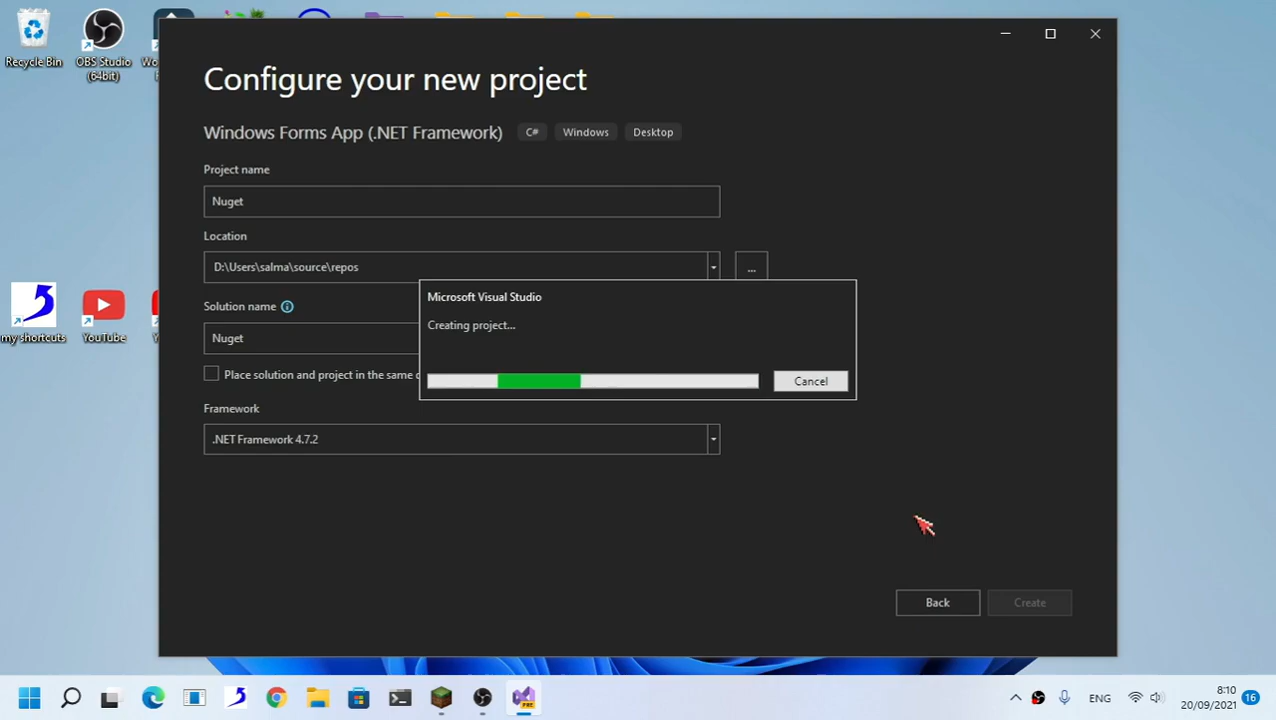 Recycle Bin
OBS Studio
(64bit)
Configure your new project
Windows Forms App (.NET Framework) C# Windows Desktop
Project name
Nuget
Location
D:\Users\salma\source\repos
...
Microsoft Visual Studio
Creating project...
Cancel
Solution name
Nuget
Place solution and project in the same
Framework
.NET Framework 4.7.2
my shortcuts
YouTube
Back
Create
PRE
ENG
8:10
20/09/2021
16